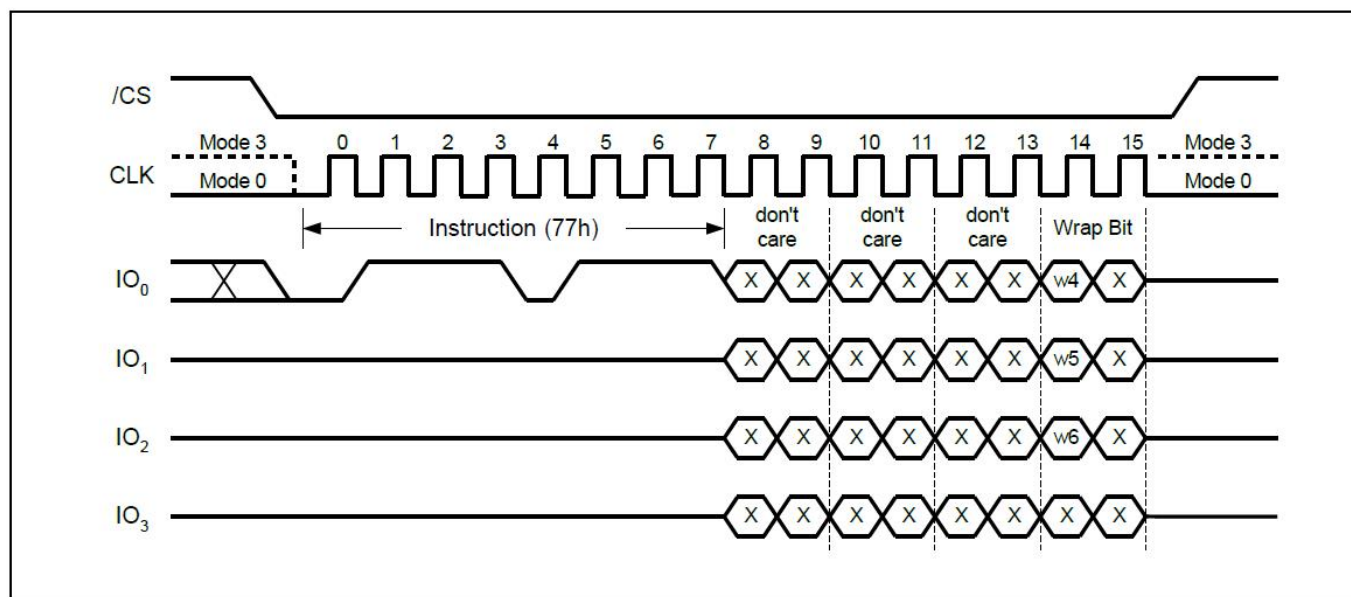 /CS
Mode 3 0 1 2 3 4 5 6 7 8 9 10 11 12 13 14 15 Mode 3
CLK
Mode 0 Mode 0
Instruction (77h) don't care don't care don't care Wrap Bit
IO0 X X X X X X w4 X
IO1 X X X X X X w5 X
IO2 X X X X X X w6 X
IO3 X X X X X X X X